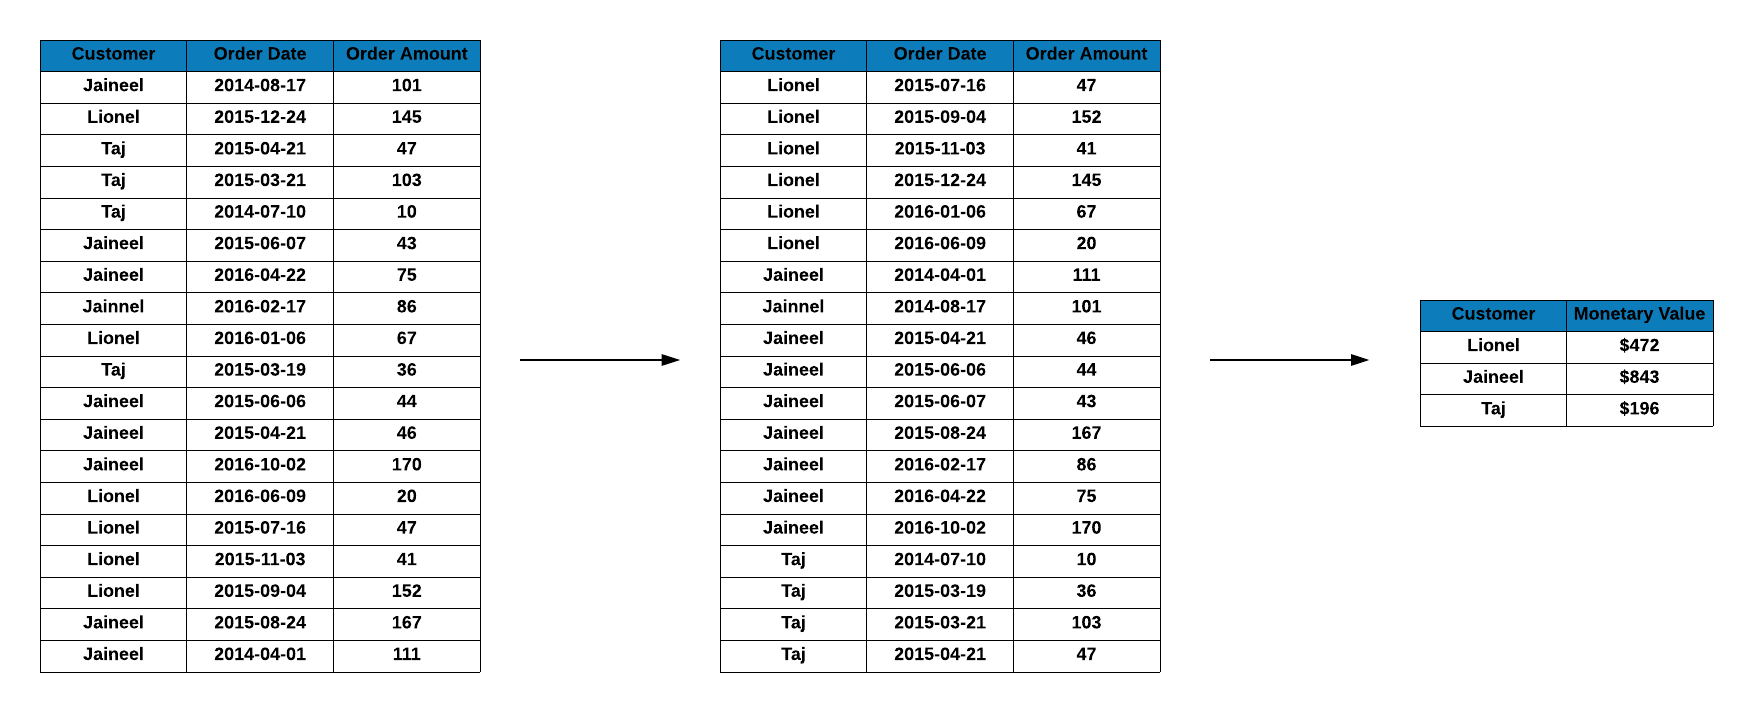 Customer Order Date Order Amount
Jaineel 2014-08-17 101
Lionel 2015-12-24 145
Taj 2015-04-21 47
Taj 2015-03-21 103
Taj 2014-07-10 10
Jaineel 2015-06-07 43
Jaineel 2016-04-22 75
Jainnel 2016-02-17 86
Lionel 2016-01-06 67
Taj 2015-03-19 36
Jaineel 2015-06-06 44
Jaineel 2015-04-21 46
Jaineel 2016-10-02 170
Lionel 2016-06-09 20
Lionel 2015-07-16 47
Lionel 2015-11-03 41
Lionel 2015-09-04 152
Jaineel 2015-08-24 167
Jaineel 2014-04-01 111
Customer Order Date Order Amount
Lionel 2015-07-16 47
Lionel 2015-09-04 152
Lionel 2015-11-03 41
Lionel 2015-12-24 145
Lionel 2016-01-06 67
Lionel 2016-06-09 20
Jaineel 2014-04-01 111
Jainnel 2014-08-17 101
Jaineel 2015-04-21 46
Jaineel 2015-06-06 44
Jaineel 2015-06-07 43
Jaineel 2015-08-24 167
Jaineel 2016-02-17 86
Jaineel 2016-04-22 75
Jaineel 2016-10-02 170
Taj 2014-07-10 10
Taj 2015-03-19 36
Taj 2015-03-21 103
Taj 2015-04-21 47
Customer Monetary Value
Lionel $472
Jaineel $843
Taj $196